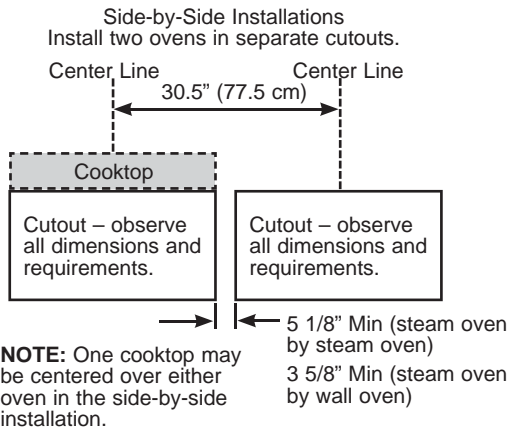 Side-by-Side Installations
Install two ovens in separate cutouts.
Center Line
Center Line
30.5” (77.5 cm)
Cooktop
Cutout – observe
all dimensions and
requirements.
Cutout – observe
all dimensions and
requirements.
5 1/8” Min (steam oven
by steam oven)
3 5/8” Min (steam oven
by wall oven)
NOTE: One cooktop may
be centered over either
oven in the side-by-side
installation.